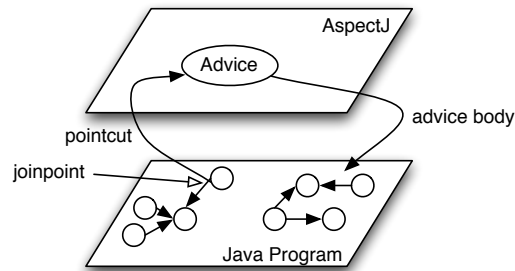 AspectJ
Advice
pointcut
advice body
joinpoint
Java Program